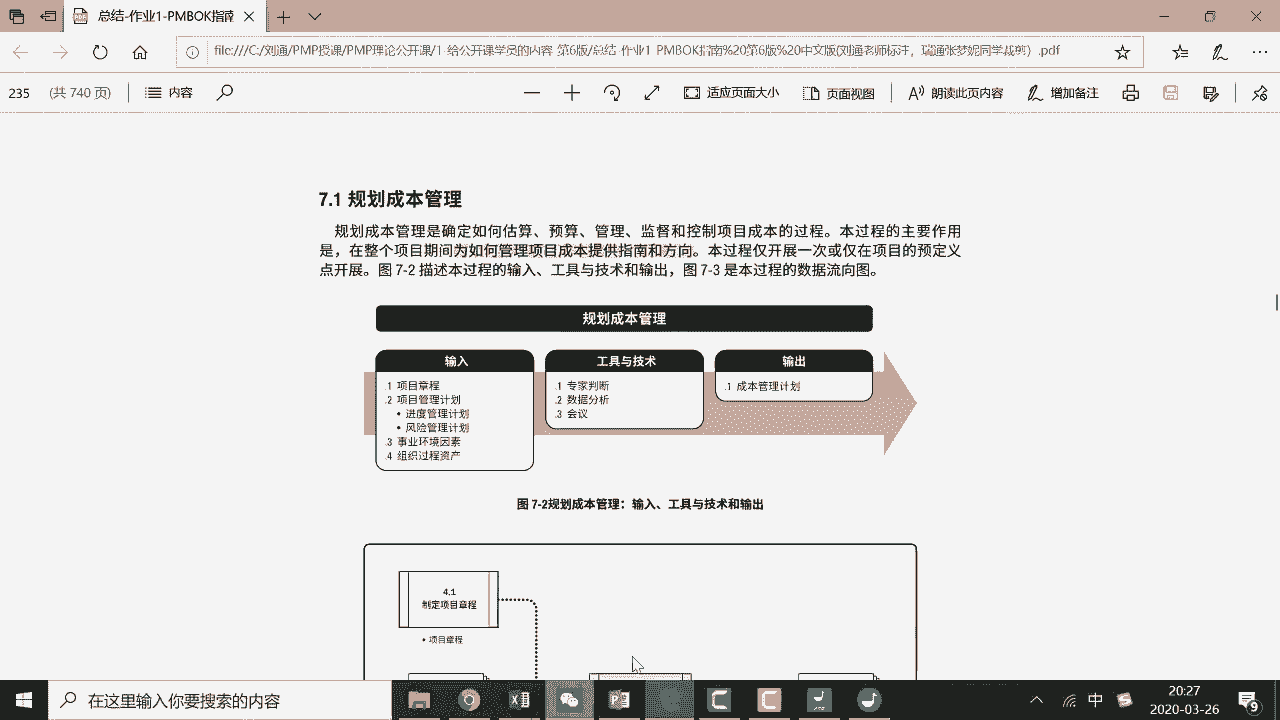 总结-作业1-PMBOK指南
file:///C:/刘通/PMP授课/PMP理论公开课/1 给公开课学员的内容 第6版/总结 作业1 PMBOK指南%20第6版%20中文版(刘通老师标注，瑞通张梦妮同学裁剪）.pdf
235 (共 740 页) 内容 适应页面大小 页面视图 朗读此页内容 增加备注
7.1 规划成本管理
规划成本管理是确定如何估算、预算、管理、监督和控制项目成本的过程。本过程的主要作用
是，在整个项目期间为如何管理项目成本提供指南和方向。本过程仅开展一次或仅在项目的预定义
点开展。图 7-2 描述本过程的输入、工具与技术和输出，图 7-3 是本过程的数据流向图。
规划成本管理
输入
.1 项目章程
.2 项目管理计划
• 进度管理计划
• 风险管理计划
.3 事业环境因素
.4 组织过程资产
工具与技术
.1 专家判断
.2 数据分析
.3 会议
输出
.1 成本管理计划
图 7-2规划成本管理：输入、工具与技术和输出
4.1
制定项目章程
• 项目章程
在这里输入你要搜索的内容
中
20:27
2020-03-26
9